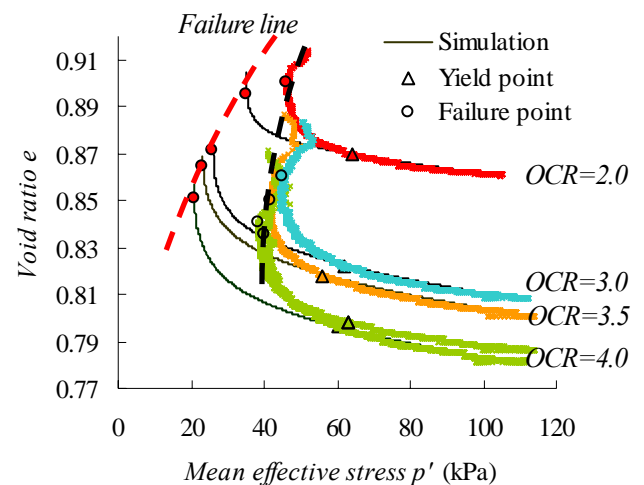 Failure line
Simulation
Yield point
Failure point
0.91
0.89
0.87
0.85
0.83
0.81
0.79
0.77
Void ratio e
OCR=2.0
OCR=3.0
OCR=3.5
OCR=4.0
0 20 40 60 80 100 120
Mean effective stress p' (kPa)